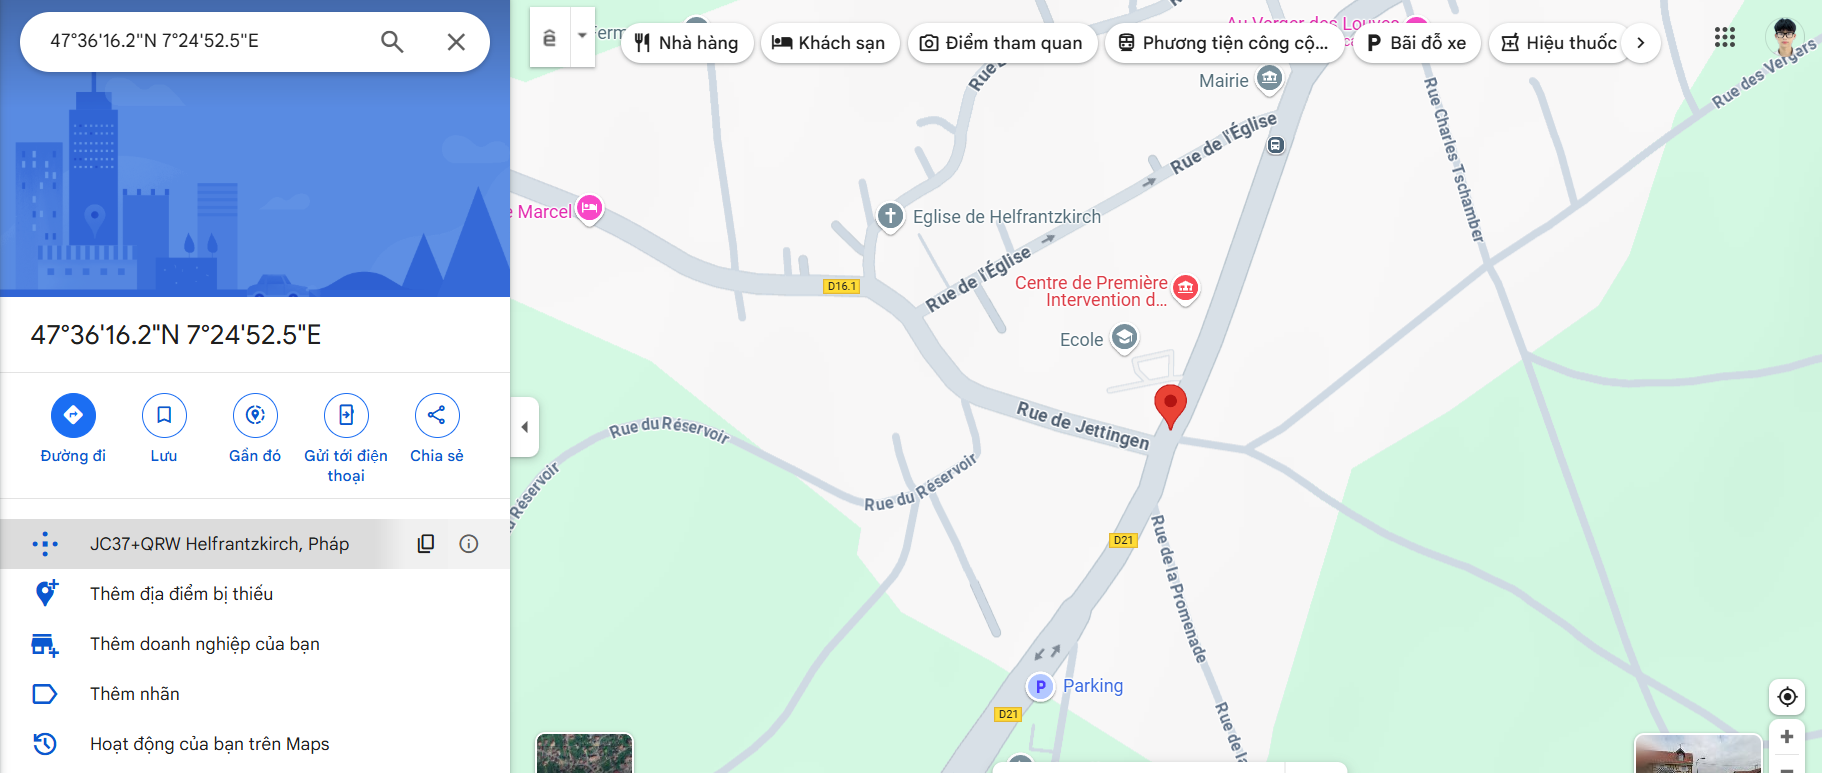 47°36'16.2"N 7°24'52.5"E
47°36'16.2"N 7°24'52.5"E
Đường đi
Lưu
Gần đó
Gửi tới điện
thoại
Chia sẻ
JC37+QRW Helfrantzkirch, Pháp
Thêm địa điểm bị thiếu
Thêm doanh nghiệp của bạn
Thêm nhãn
Hoạt động của bạn trên Maps
ê
Nhà hàng
Khách sạn
Điểm tham quan
Phương tiện công cộ...
Bãi đỗ xe
Hiệu thuốc
Mairie
Rue de l'Église
Rue Charles Tschamber
Rue des Vergers
Marcel
Eglise de Helfrantzkirch
Rue de l'Église
D16.1
Centre de Première
Intervention d...
Ecole
Rue de Jettingen
Rue du Réservoir
Rue du Réservoir
Réservoir
D21
Rue de la Promenade
P
Parking
D21
Rue de la